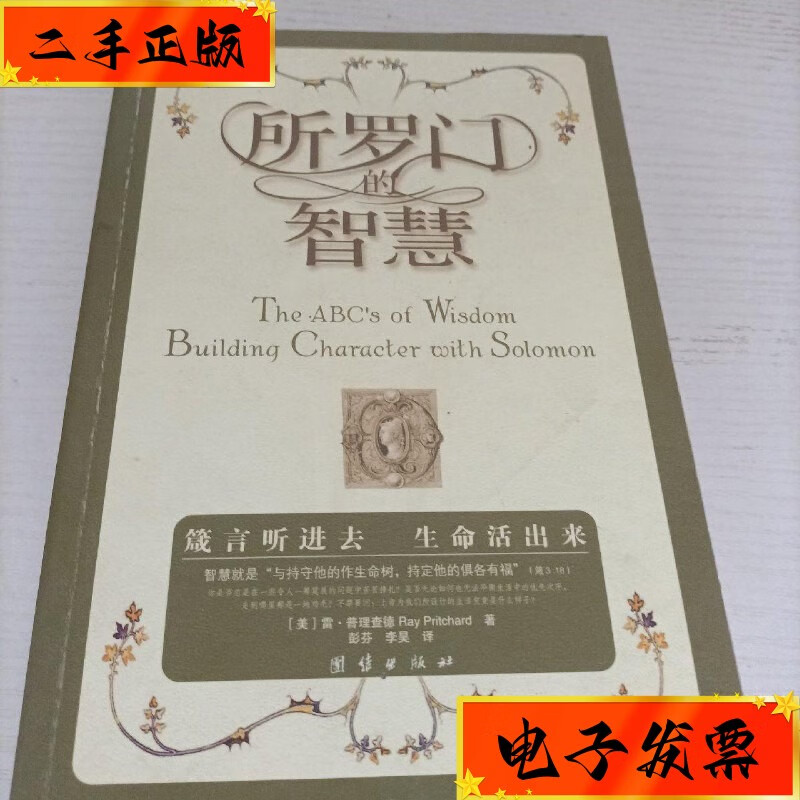 二手正版
所罗门
的
智慧
The ABC's of Wisdom
Building Character with Solomon
箴言听进去 生命活出来
智慧就是“与持守他的作生命树，持定他的俱各有福”（箴3:18）
［美］雷·普理查德 Ray Pritchard 著
彭芬 李昊 译
团结出版社
电子发票